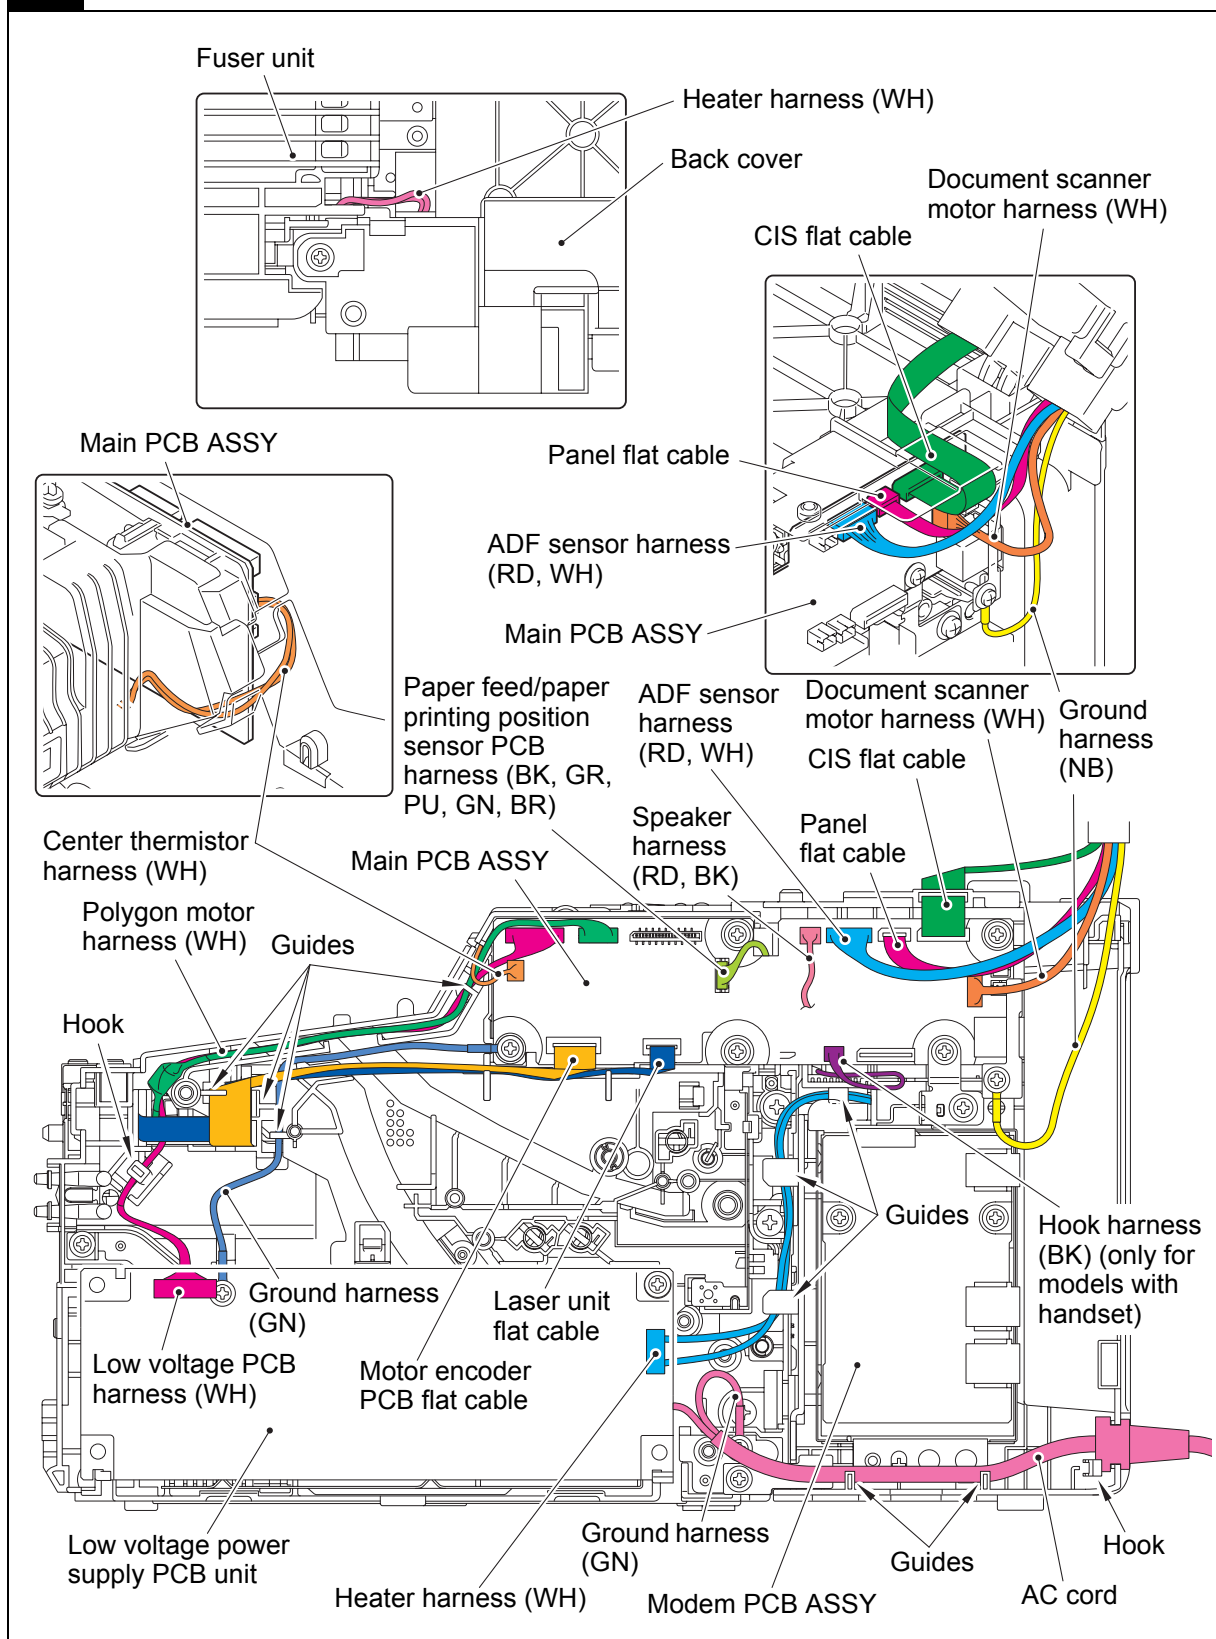 Fuser unit
Heater harness (WH)
Back cover
Document scanner
motor harness (WH)
CIS flat cable
Main PCB ASSY
Panel flat cable
ADF sensor harness
(RD, WH)
Main PCB ASSY
Paper feed/paper
printing position
sensor PCB
harness (BK, GR,
PU, GN, BR)
ADF sensor
harness
(RD, WH)
Document scanner
motor harness (WH)
Ground
harness
(NB)
CIS flat cable
Speaker
harness
(RD, BK)
Panel
flat cable
Center thermistor
harness (WH)
Main PCB ASSY
Polygon motor
harness (WH)
Guides
Hook
Guides
Hook harness
(BK) (only for
models with
handset)
Ground harness
(GN)
Laser unit
flat cable
Low voltage PCB
harness (WH)
Motor encoder
PCB flat cable
Low voltage power
supply PCB unit
Ground harness
(GN)
Guides
Hook
Heater harness (WH)
Modem PCB ASSY
AC cord